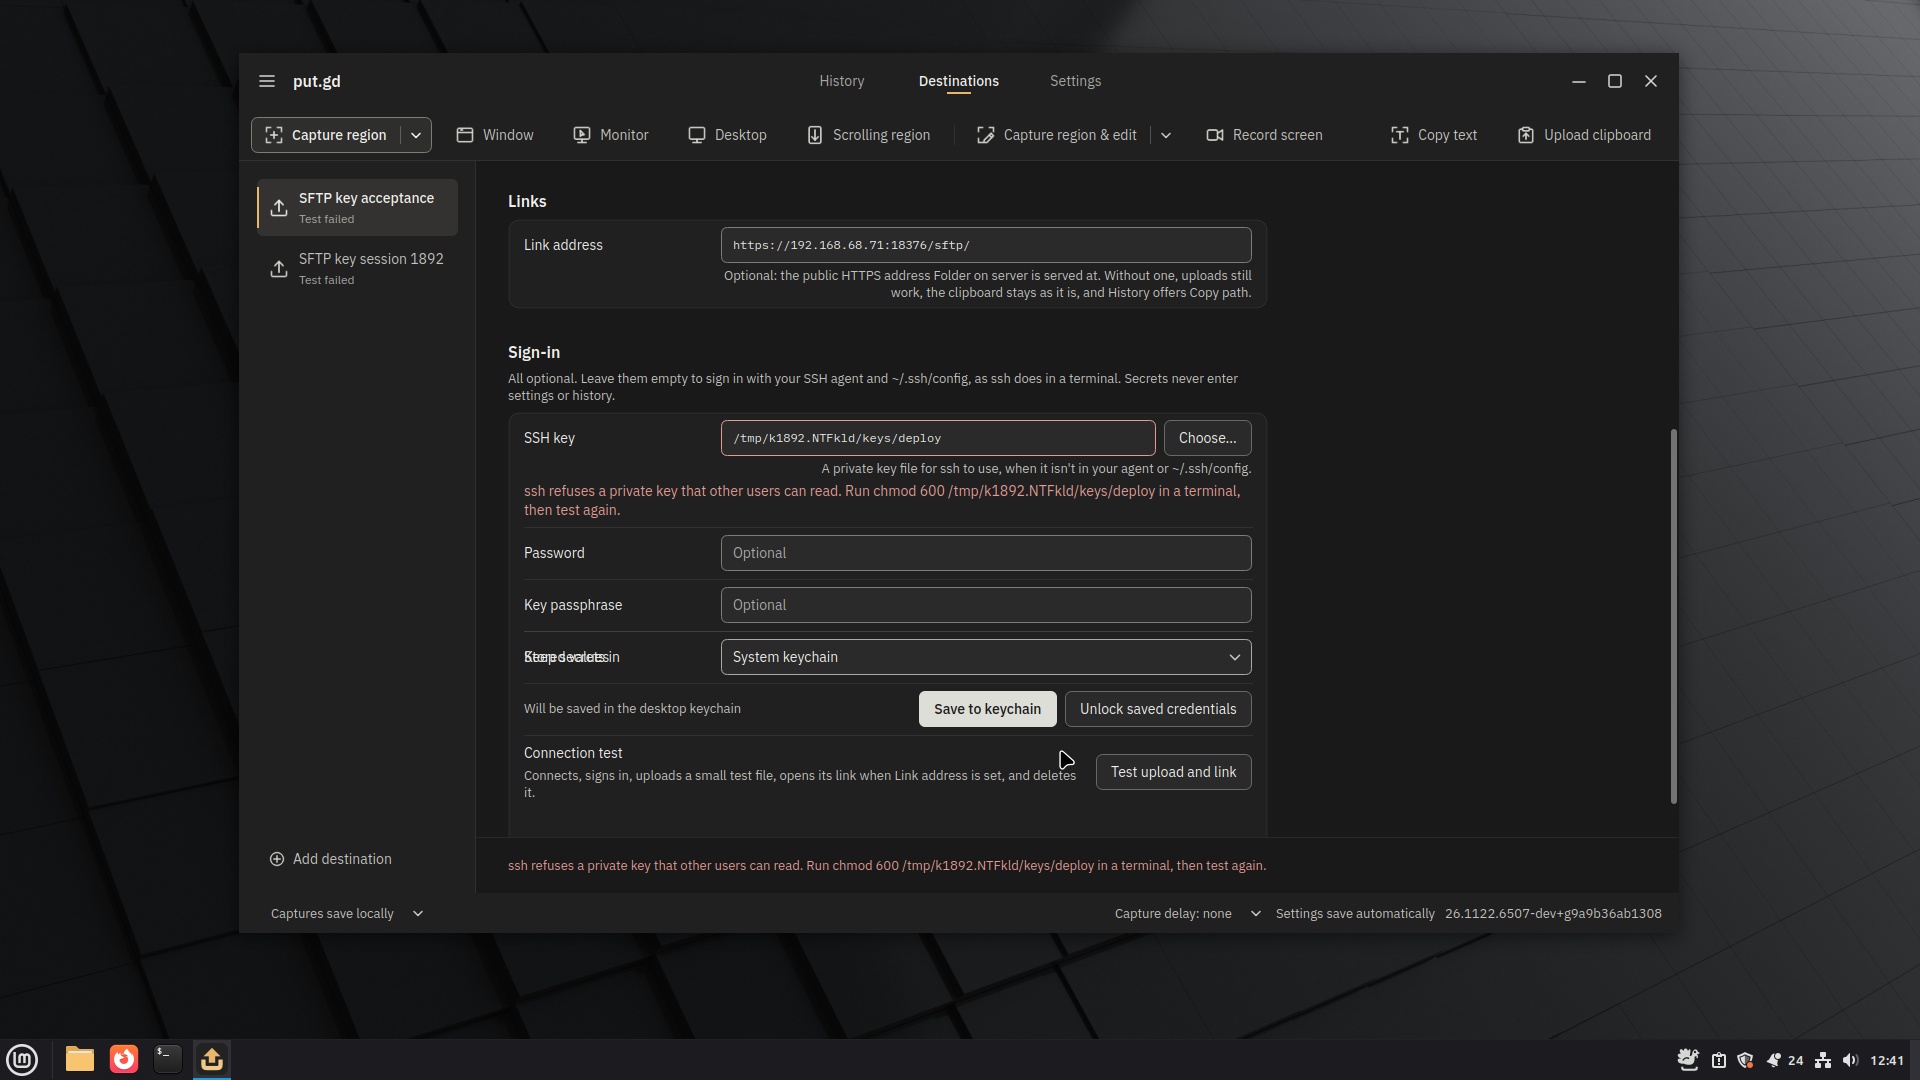 put.gd
History
Destinations
Settings
Capture region
Window
Monitor
Desktop
Scrolling region
Capture region & edit
Record screen
Copy text
Upload clipboard
SFTP key acceptance
Test failed
SFTP key session 1892
Test failed
Add destination
Links
Link address
https://192.168.68.71:18376/sftp/
Optional: the public HTTPS address Folder on server is served at. Without one, uploads still
work, the clipboard stays as it is, and History offers Copy path.
Sign-in
All optional. Leave them empty to sign in with your SSH agent and ~/.ssh/config, as ssh does in a terminal. Secrets never enter
settings or history.
SSH key
/tmp/k1892.NTFkld/keys/deploy
Choose...
A private key file for ssh to use, when it isn't in your agent or ~/.ssh/config.
ssh refuses a private key that other users can read. Run chmod 600 /tmp/k1892.NTFkld/keys/deploy in a terminal,
then test again.
Password
Optional
Key passphrase
Optional
System keychain
Will be saved in the desktop keychain
Save to keychain
Unlock saved credentials
Connection test
Connects, signs in, uploads a small test file, opens its link when Link address is set, and deletes
it.
Test upload and link
ssh refuses a private key that other users can read. Run chmod 600 /tmp/k1892.NTFkld/keys/deploy in a terminal, then test again.
Captures save locally
Capture delay: none
Settings save automatically
26.1122.6507-dev+g9a9b36ab1308
24
12:41